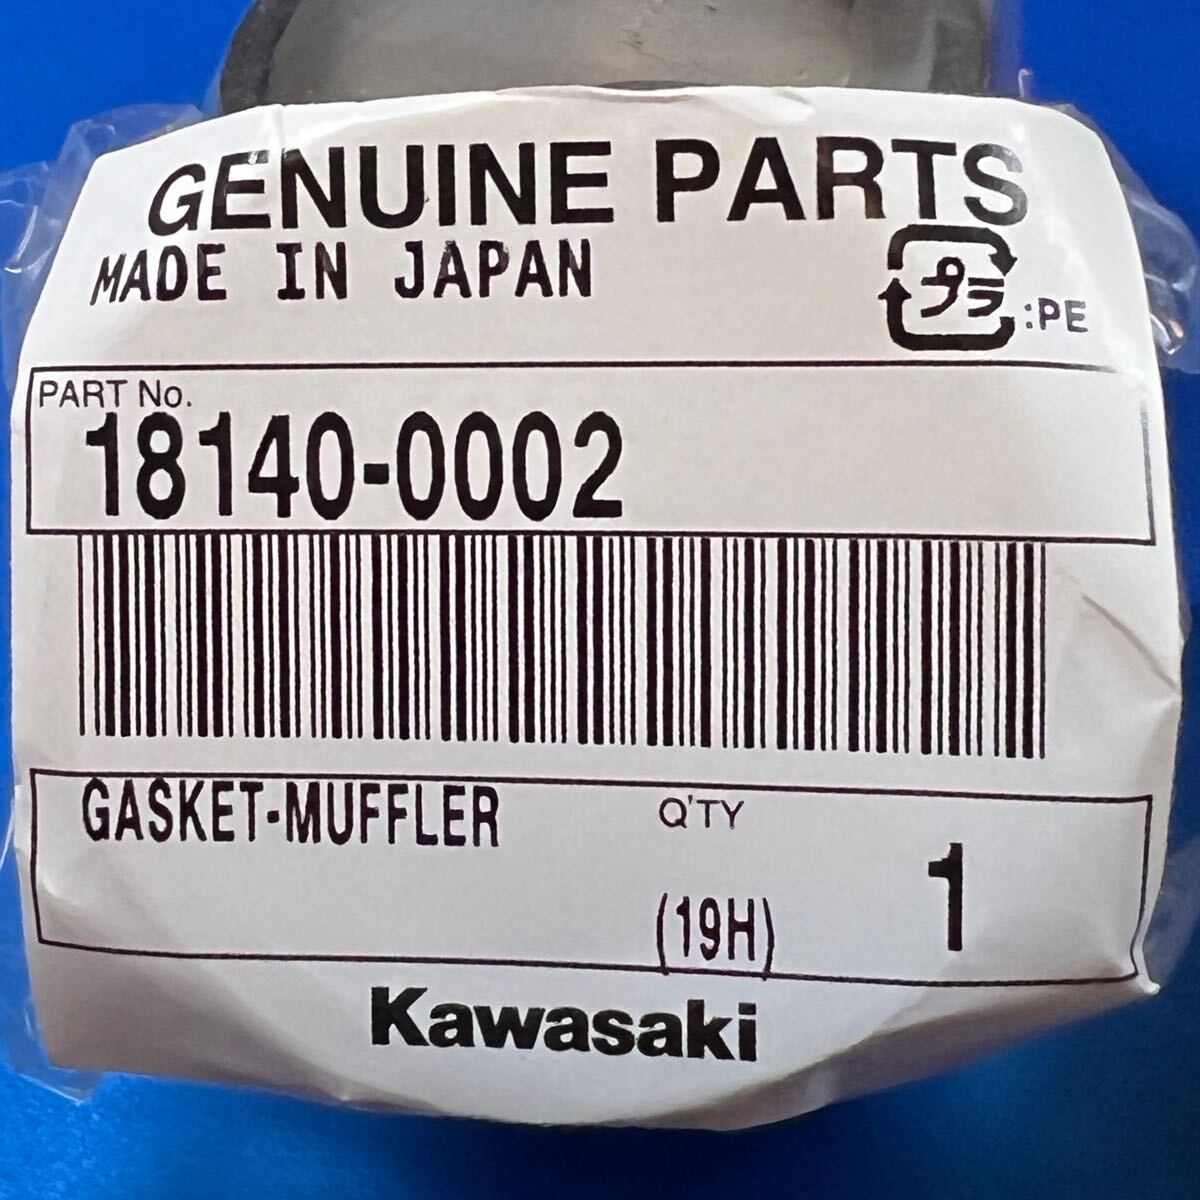 GENUINE PARTS
MADE IN JAPAN
プラ :PE
PART No.
18140-0002
GASKET-MUFFLER
Q'TY
1
(19H)
Kawasaki